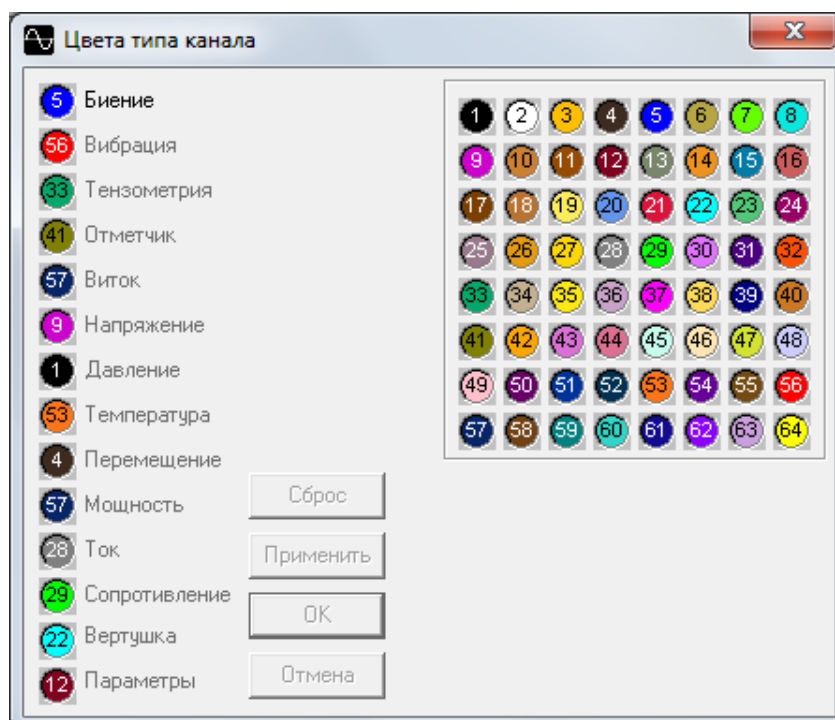 Цвета типа канала
5 Биение
56 Вибрация
33 Тензометрия
41 Отметчик
57 Виток
9 Напряжение
1 Давление
53 Температура
4 Перемещение
57 Мощность
28 Ток
29 Сопротивление
22 Вертушка
12 Параметры
Сброс
Применить
OK
Отмена
1 2 3 4 5 6 7 8
9 10 11 12 13 14 15 16
17 18 19 20 21 22 23 24
25 26 27 28 29 30 31 32
33 34 35 36 37 38 39 40
41 42 43 44 45 46 47 48
49 50 51 52 53 54 55 56
57 58 59 60 61 62 63 64